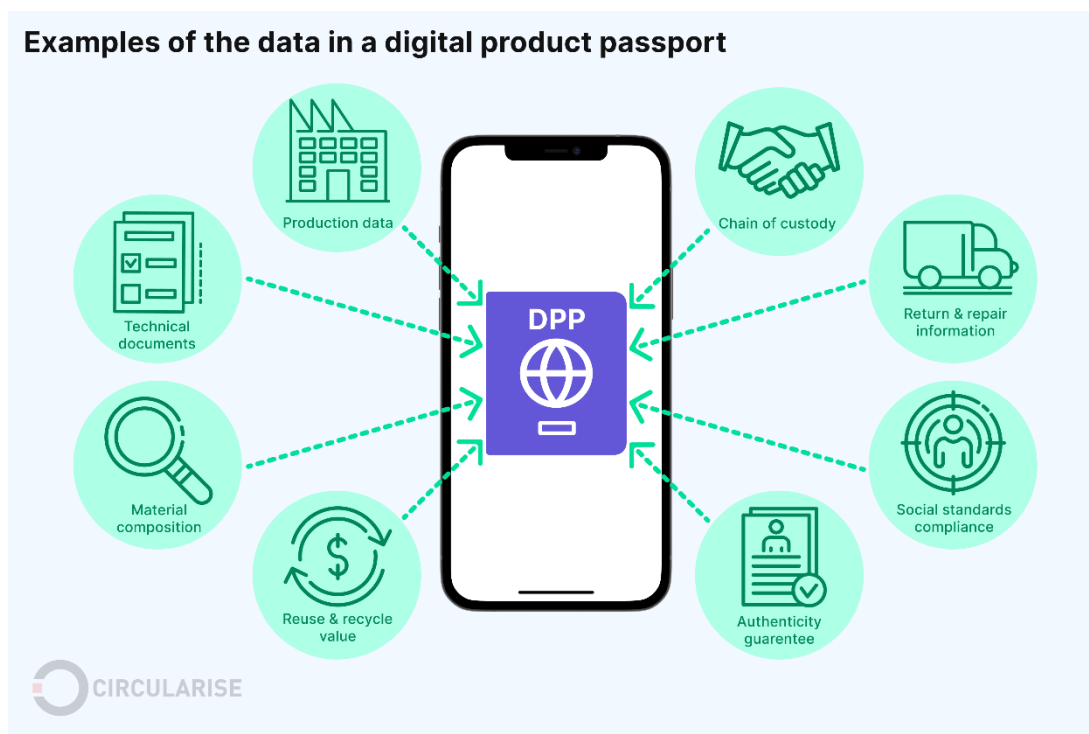 Examples of the data in a digital product passport
Production data
Chain of custody
Technical
documents
Return & repair
information
DPP
Material
composition
Social standards
compliance
Reuse & recycle
value
$
Authenticity
guarentee
CIRCULARISE